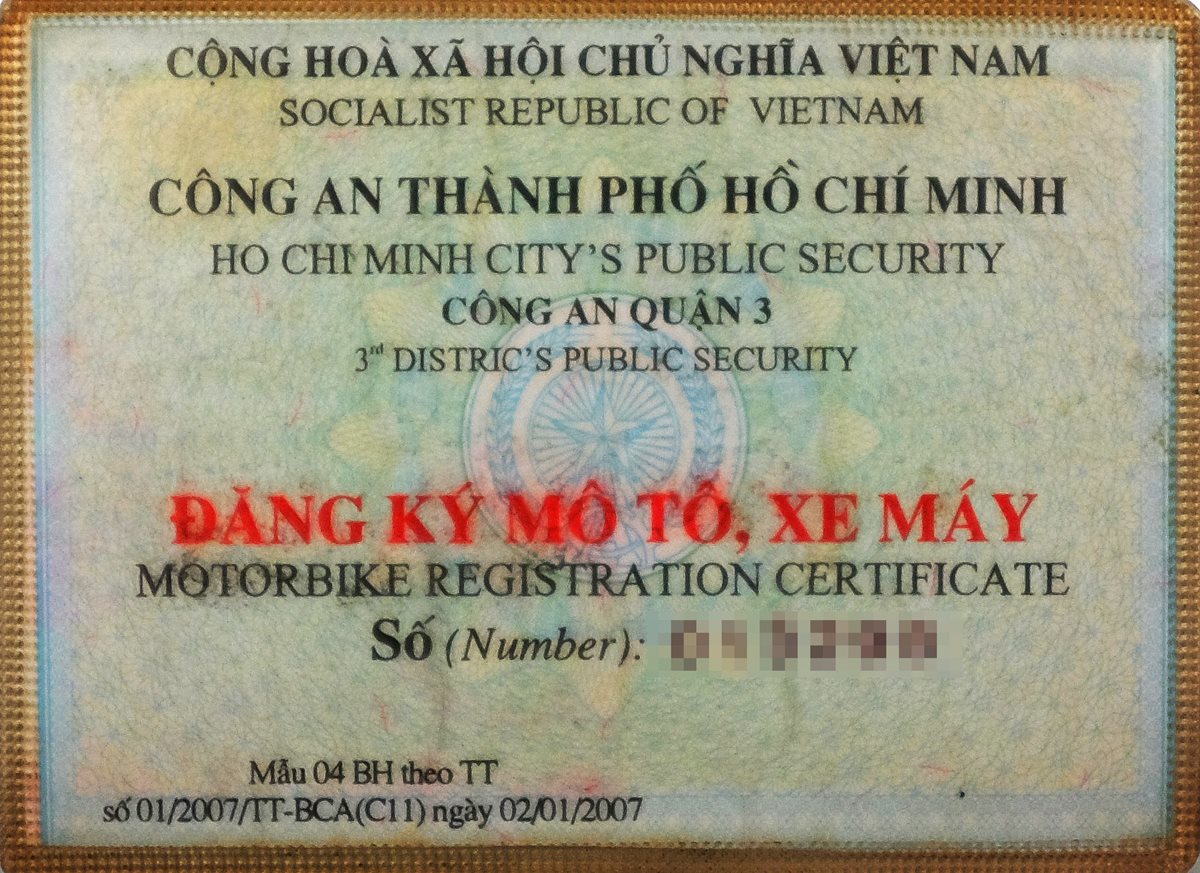 CỘNG HOÀ XÃ HỘI CHỦ NGHĨA VIỆT NAM
SOCIALIST REPUBLIC OF VIETNAM
CÔNG AN THÀNH PHỐ HỒ CHÍ MINH
HO CHI MINH CITY'S PUBLIC SECURITY
CÔNG AN QUẬN 3
3rd DISTRIC'S PUBLIC SECURITY
ĐĂNG KÝ MÔ TÔ, XE MÁY
MOTORBIKE REGISTRATION CERTIFICATE
Số (Number):
Mẫu 04 BH theo TT
số 01/2007/TT-BCA(C11) ngày 02/01/2007